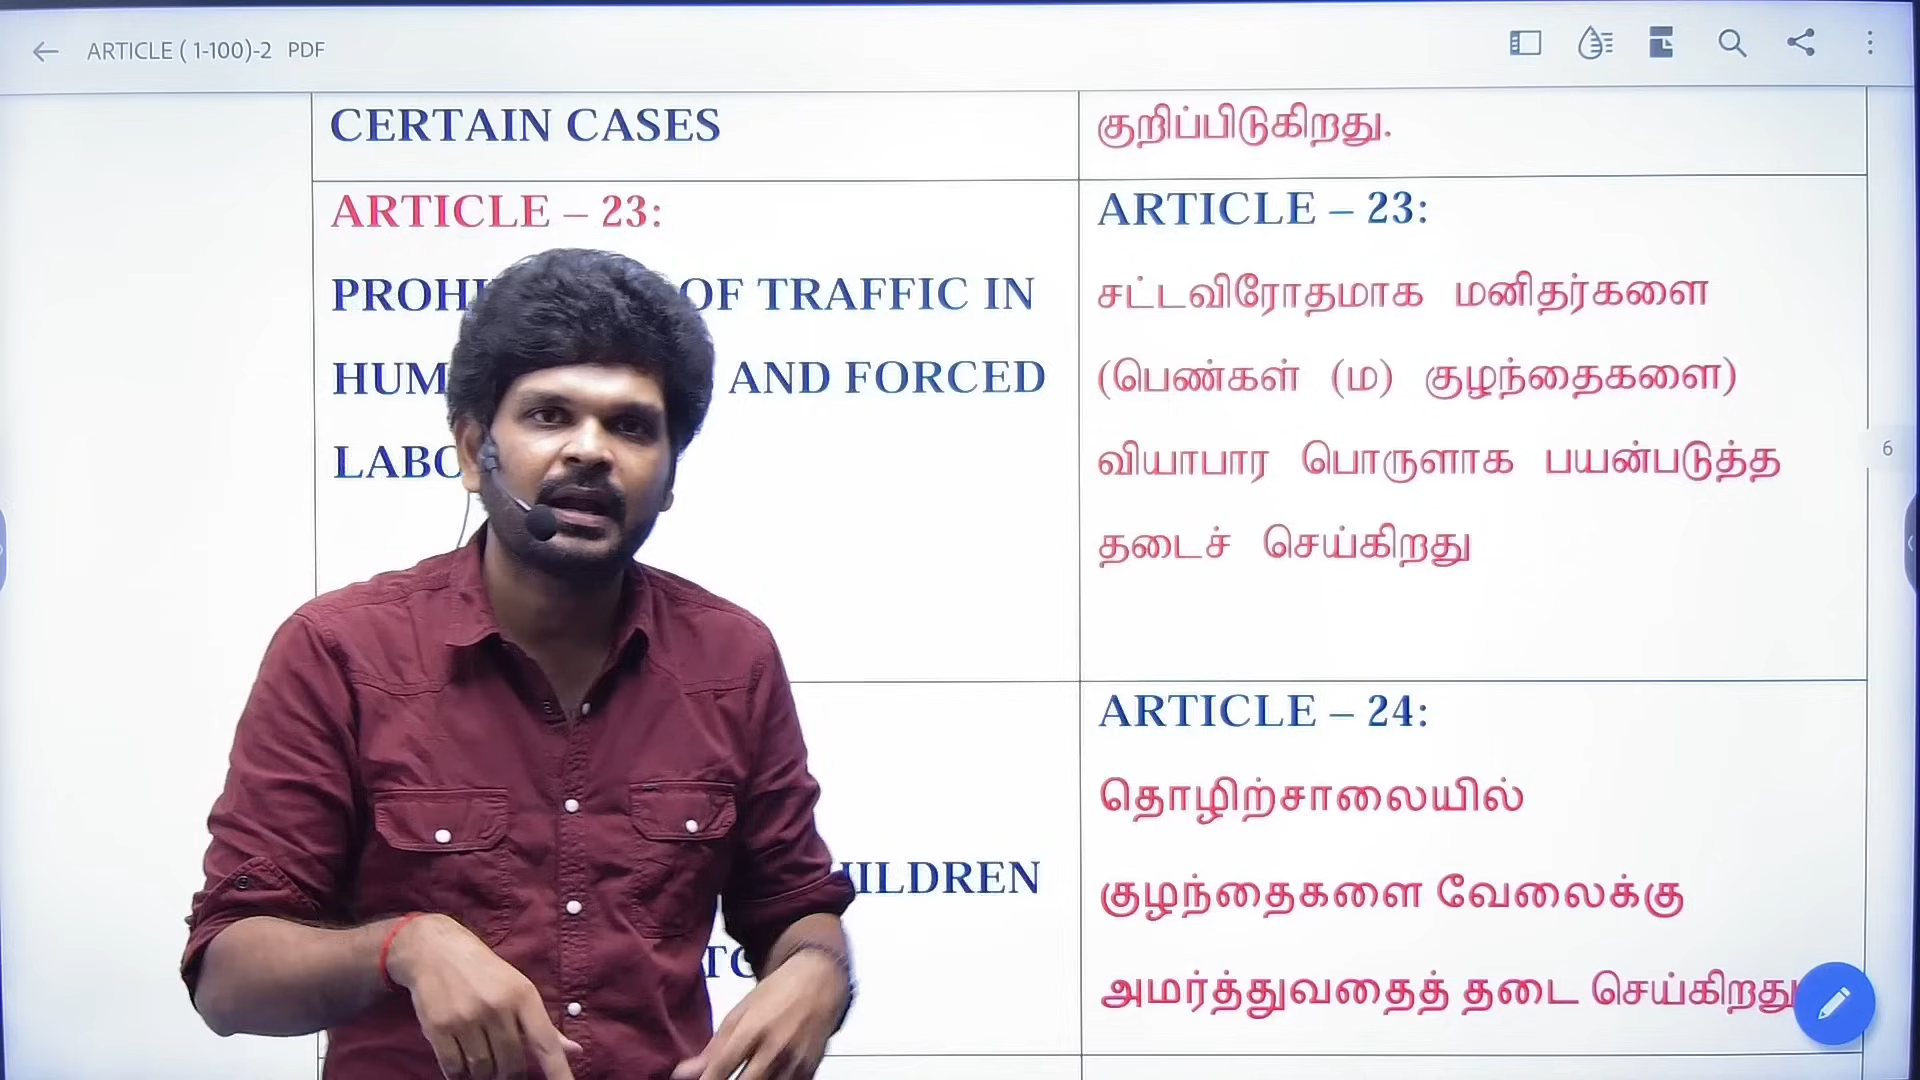 ARTICLE ( 1-100)-2 PDF
CERTAIN CASES
குறிப்பிடுகிறது.
ARTICLE – 23:
OF TRAFFIC IN
AND FORCED
ARTICLE – 23:
சட்டவிரோதமாக மனிதர்களை
(பெண்கள் (ம) குழந்தைகளை)
வியாபார பொருளாக பயன்படுத்த
தடைச் செய்கிறது
6
ARTICLE – 24:
தொழிற்சாலையில்
குழந்தைகளை வேலைக்கு
அமர்த்துவதைத் தடை செய்கிறது